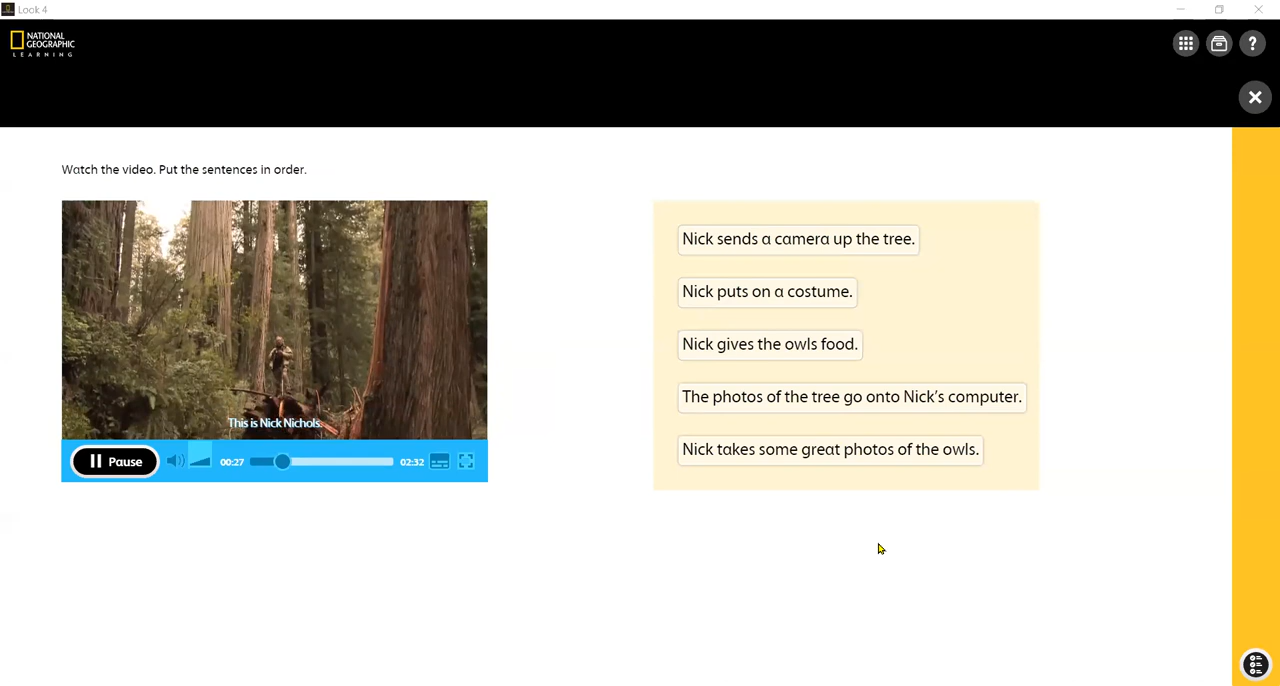 Look 4
NATIONAL
GEOGRAPHIC
LEARNING
?
Watch the video. Put the sentences in order.
This is Nick Nichols.
Pause
00:27
02:32
Nick sends a camera up the tree.
Nick puts on a costume.
Nick gives the owls food.
The photos of the tree go onto Nick's computer.
Nick takes some great photos of the owls.